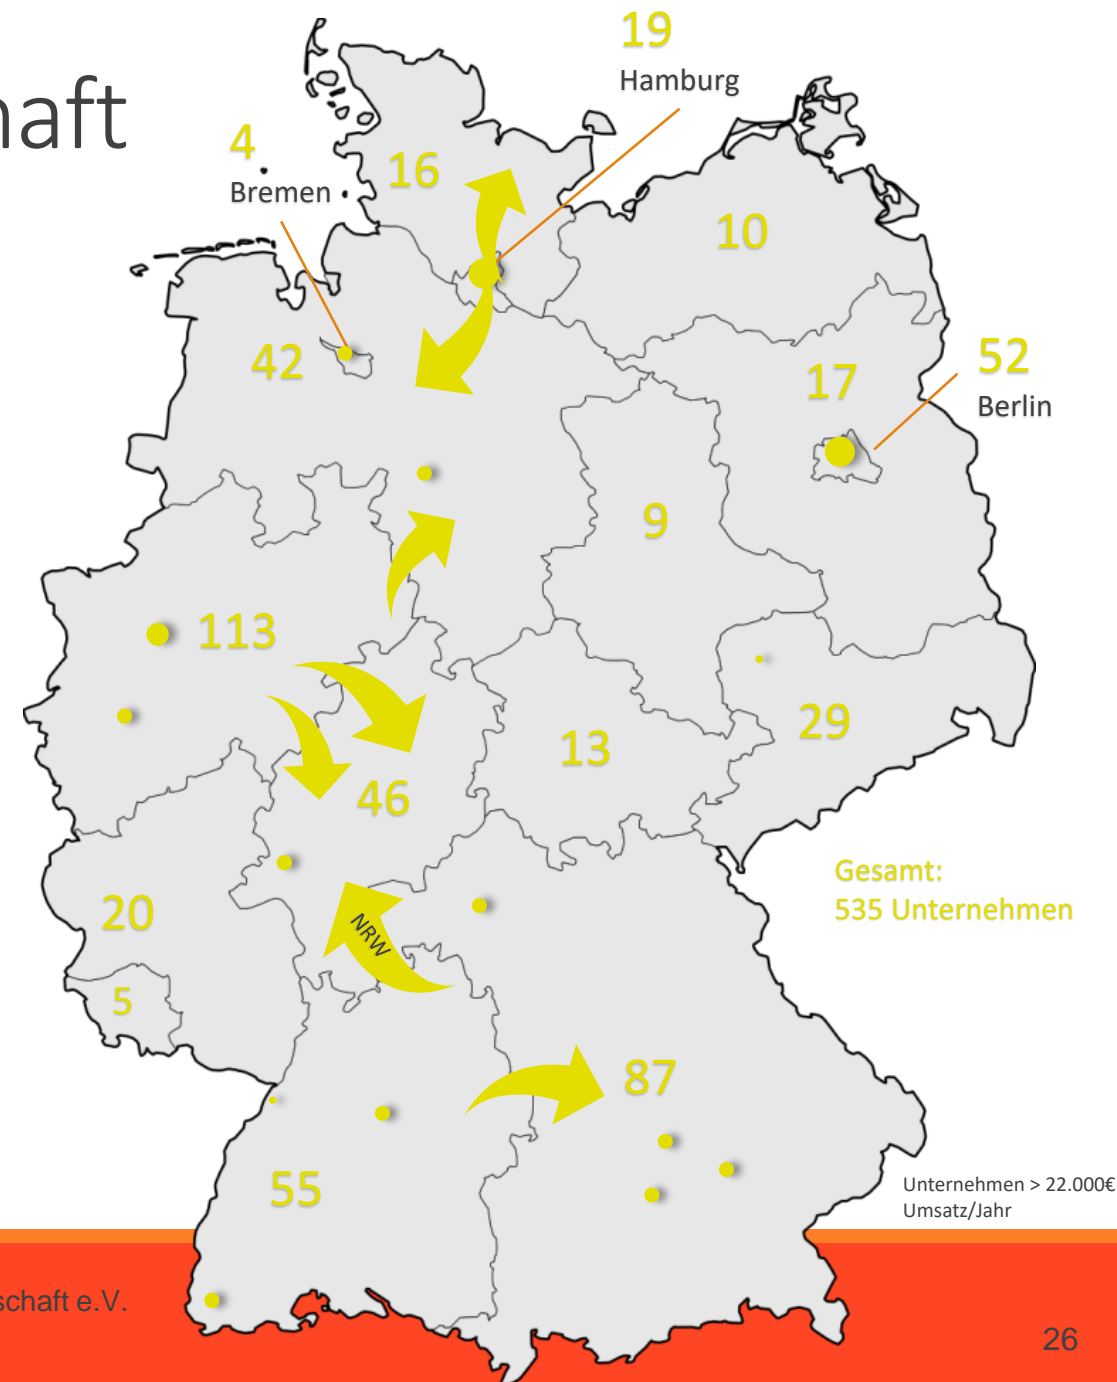 haft
19
Hamburg
4
Bremen
16
10
42
17
52
Berlin
9
113
29
13
46
Gesamt:
535 Unternehmen
20
NRW
5
87
55
Unternehmen > 22.000€
Umsatz/Jahr
schaft e.V.
26